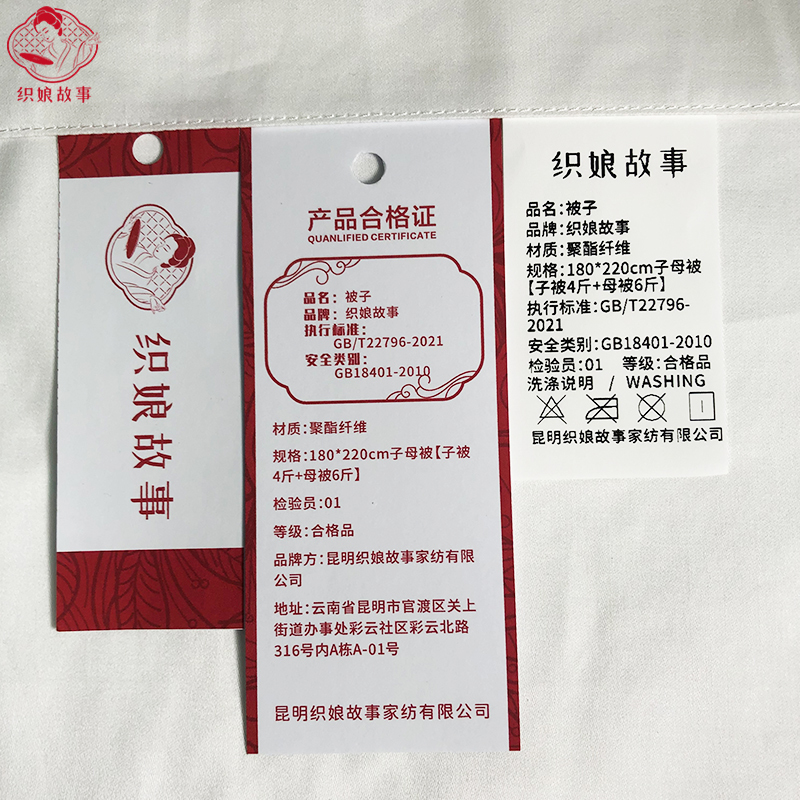 织娘故事
织娘故事
产品合格证
QUANLIFIED CERTIFICATE
品名：被子
品牌：织娘故事
执行标准：
GB/T22796-2021
安全类别：
GB18401-2010
材质：聚酯纤维
规格：180*220cm子母被【子被
4斤+母被6斤】
检验员：01
等级：合格品
品牌方：昆明织娘故事家纺有限
公司
地址：云南省昆明市官渡区关上
街道办事处彩云社区彩云北路
316号内A栋A-01号
昆明织娘故事家纺有限公司
织娘故事
品名：被子
品牌：织娘故事
材质：聚酯纤维
规格：180*220cm子母被
【子被4斤+母被6斤】
执行标准：GB/T22796-
2021
安全类别：GB18401-2010
检验员：01 等级：合格品
洗涤说明 / WASHING
昆明织娘故事家纺有限公司